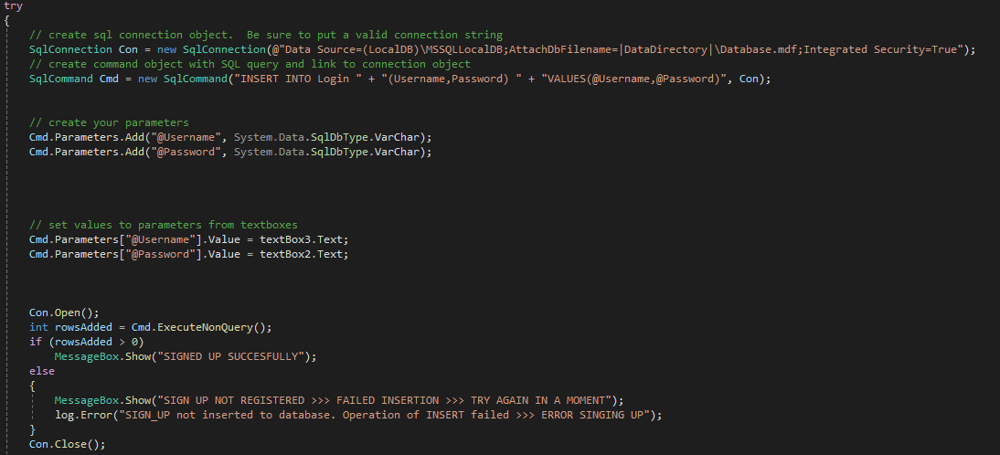 try
{
// create sql connection object.  Be sure to put a valid connection string
SqlConnection Con = new SqlConnection(@"Data Source=(LocalDB)\MSSQLLocalDB;AttachDbFilename=|DataDirectory|\Database.mdf;Integrated Security=True");
// create command object with SQL query and link to connection object
SqlCommand Cmd = new SqlCommand("INSERT INTO Login " + "(Username,Password) " + "VALUES(@Username,@Password)", Con);
// create your parameters
Cmd.Parameters.Add("@Username", System.Data.SqlDbType.VarChar);
Cmd.Parameters.Add("@Password", System.Data.SqlDbType.VarChar);
// set values to parameters from textboxes
Cmd.Parameters["@Username"].Value = textBox3.Text;
Cmd.Parameters["@Password"].Value = textBox2.Text;
Con.Open();
int rowsAdded = Cmd.ExecuteNonQuery();
if (rowsAdded > 0)
MessageBox.Show("SIGNED UP SUCCESFULLY");
else
{
MessageBox.Show("SIGN UP NOT REGISTERED >>> FAILED INSERTION >>> TRY AGAIN IN A MOMENT");
log.Error("SIGN_UP not inserted to database. Operation of INSERT failed >>> ERROR SINGING UP");
}
Con.Close();